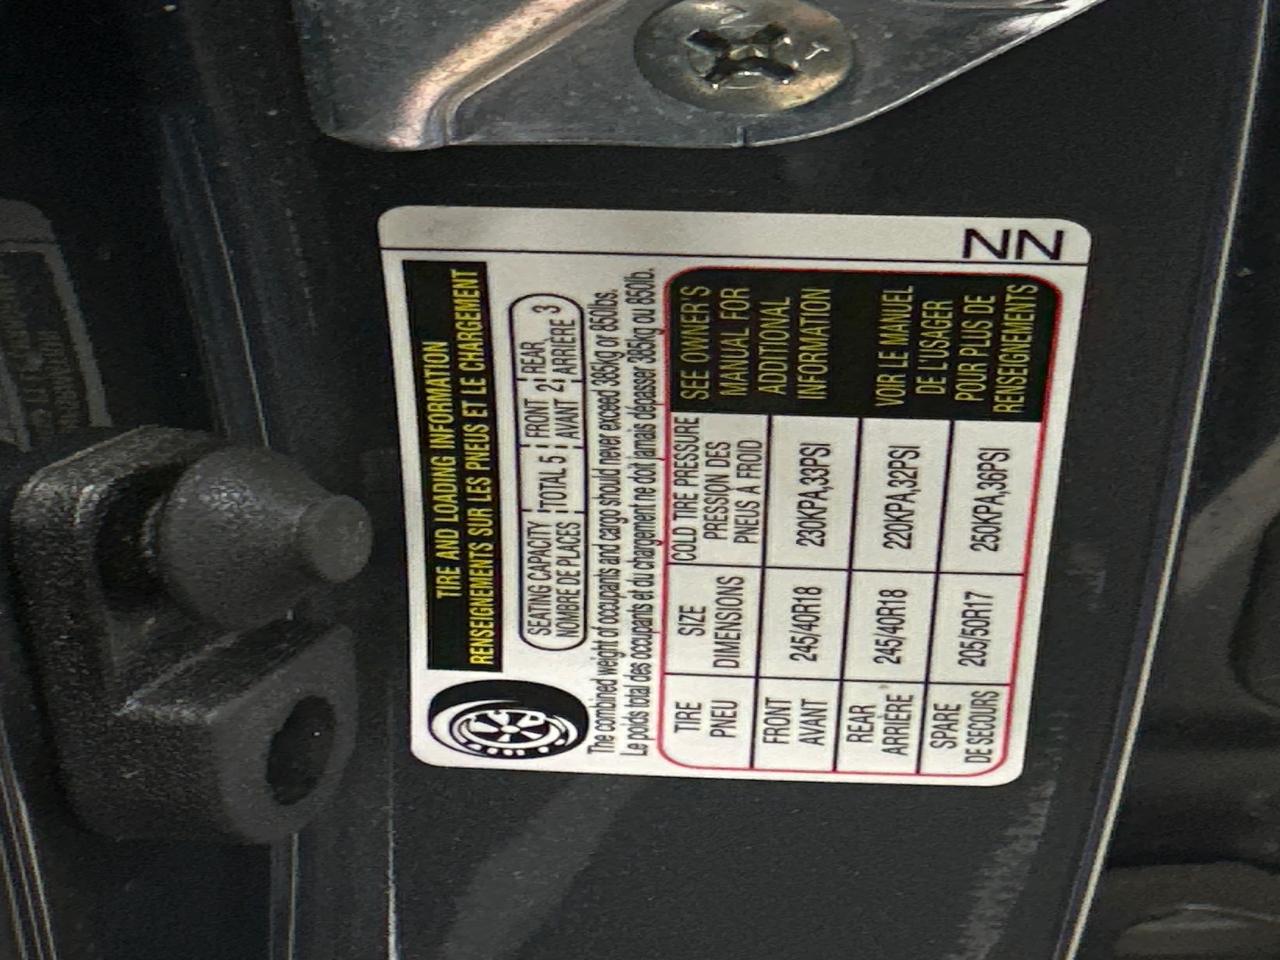 TIRE AND LOADING INFORMATION
RENSEIGNEMENTS SUR LES PNEUS ET LE CHARGEMENT
SEATING CAPACITY TOTAL 5 FRONT 2 REAR 3
NOMBRE DE PLACES AVANT ARRIÈRE
The combined weight of occupants and cargo should never exceed 385kg or 850lbs.
Le poids total des occupants et du chargement ne doit jamais dépasser 385kg ou 850lb.
TIRE SIZE COLD TIRE PRESSURE
PNEU DIMENSIONS PRESSION DES
PNEUS A FROID
FRONT 245/40R18 230KPA,33PSI
AVANT
REAR 245/40R18 220KPA,32PSI
ARRIÈRE
SPARE 205/50R17 250KPA,36PSI
DE SECOURS
SEE OWNER'S
MANUAL FOR
ADDITIONAL
INFORMATION
VOIR LE MANUEL
DE L'USAGER
POUR PLUS DE
RENSEIGNEMENTS
NN